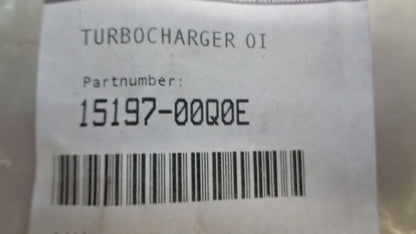 TURBOCHARGER OI
Partnumber:
15197-00Q0E